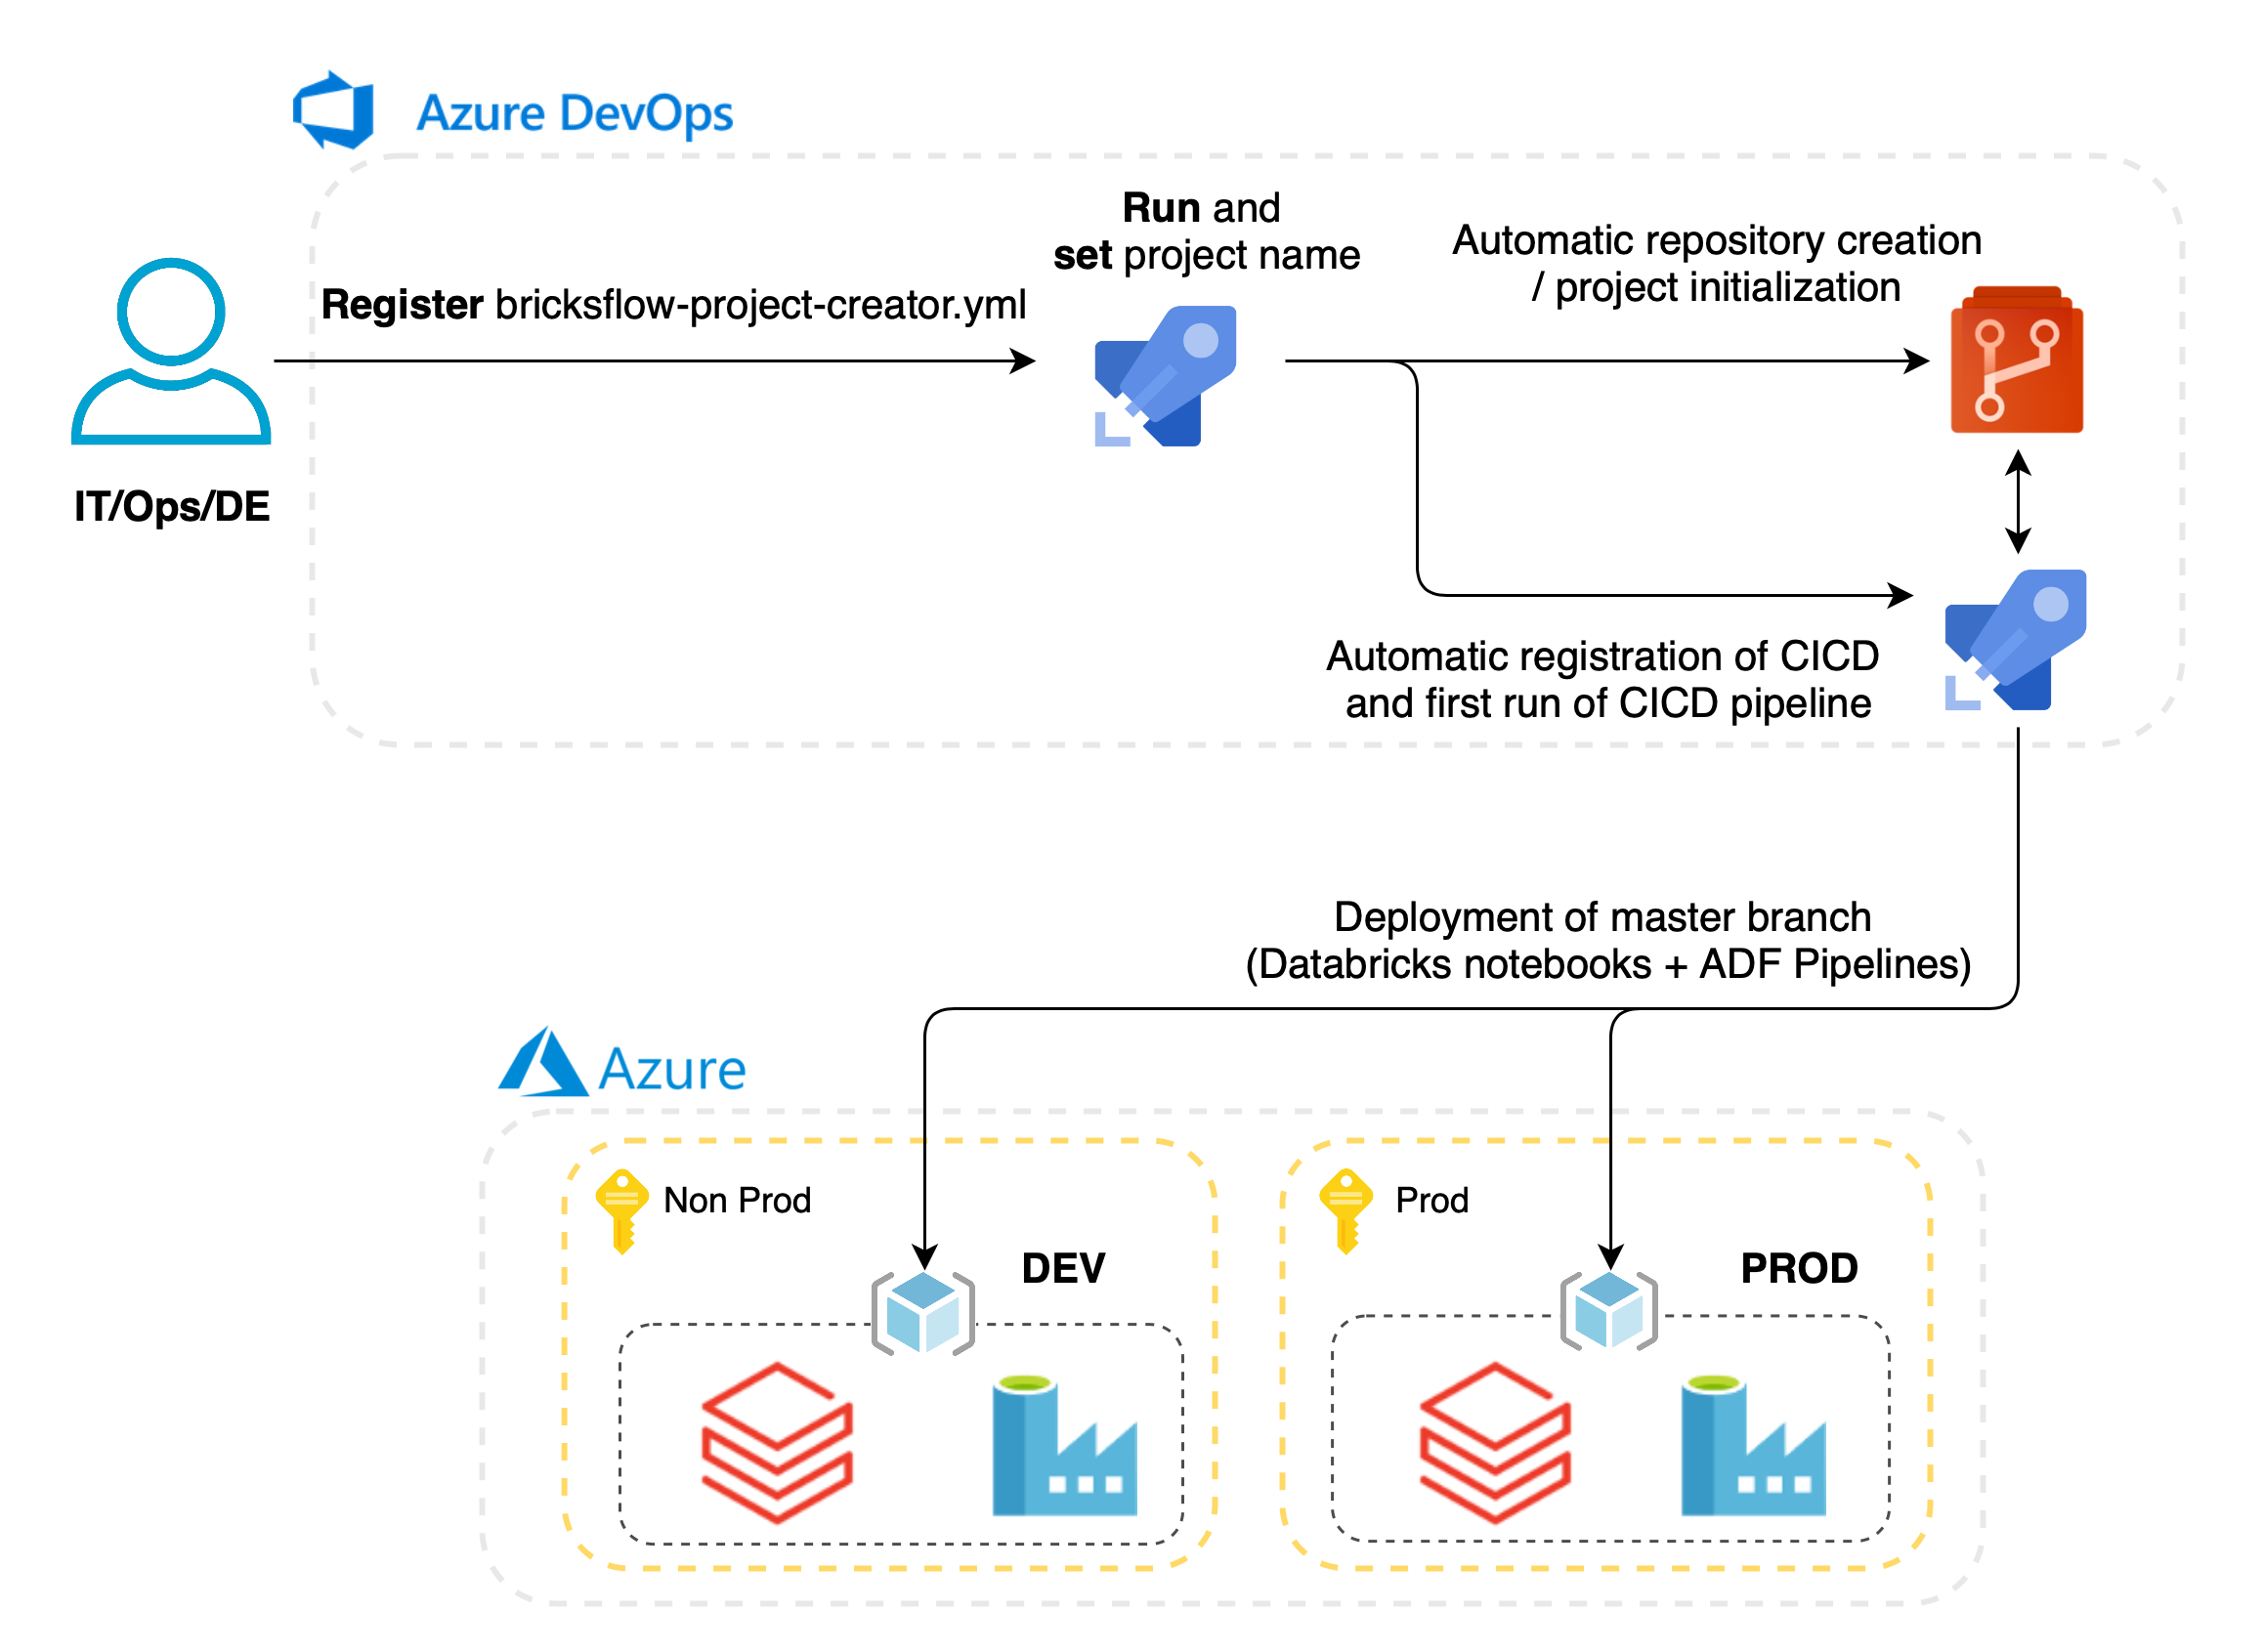 Azure DevOps
Run and
set project name
Automatic repository creation
/ project initialization
Register bricksflow-project-creator.yml
IT/Ops/DE
Automatic registration of CICD
and first run of CICD pipeline
Deployment of master branch
(Databricks notebooks + ADF Pipelines)
Azure
Non Prod
DEV
Prod
PROD